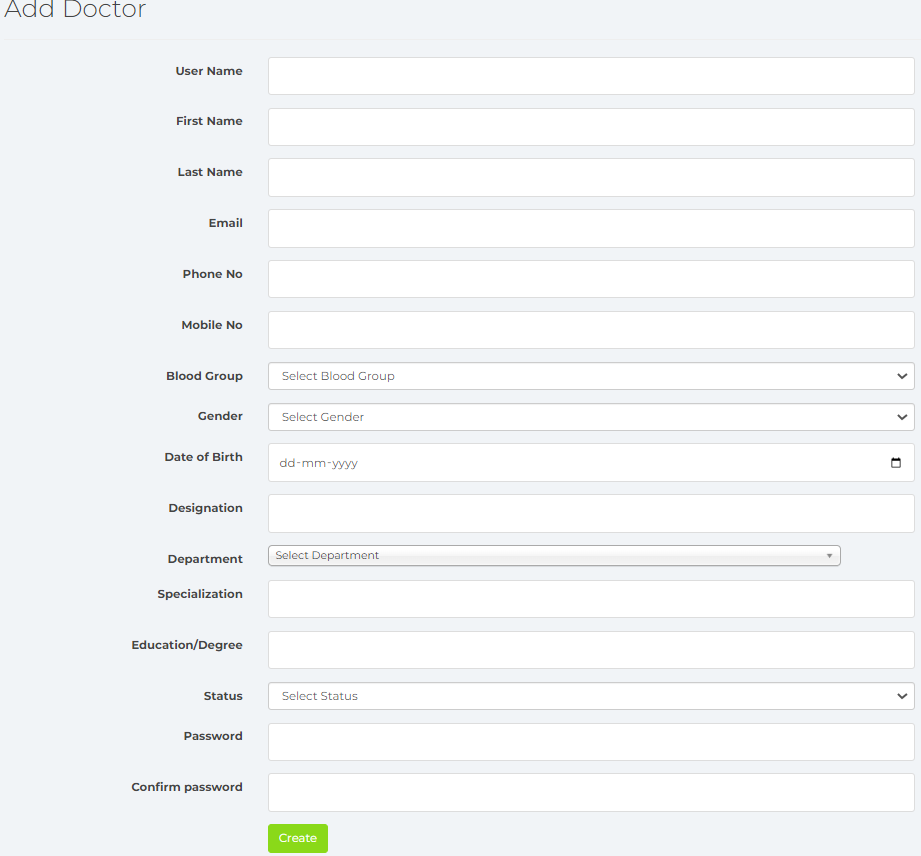 Add Doctor
User Name
First Name
Last Name
Email
Phone No
Mobile No
Blood Group Select Blood Group
Gender Select Gender
Date of Birth dd-mm-yyyy
Designation
Department Select Department
Specialization
Education/Degree
Status Select Status
Password
Confirm password
Create